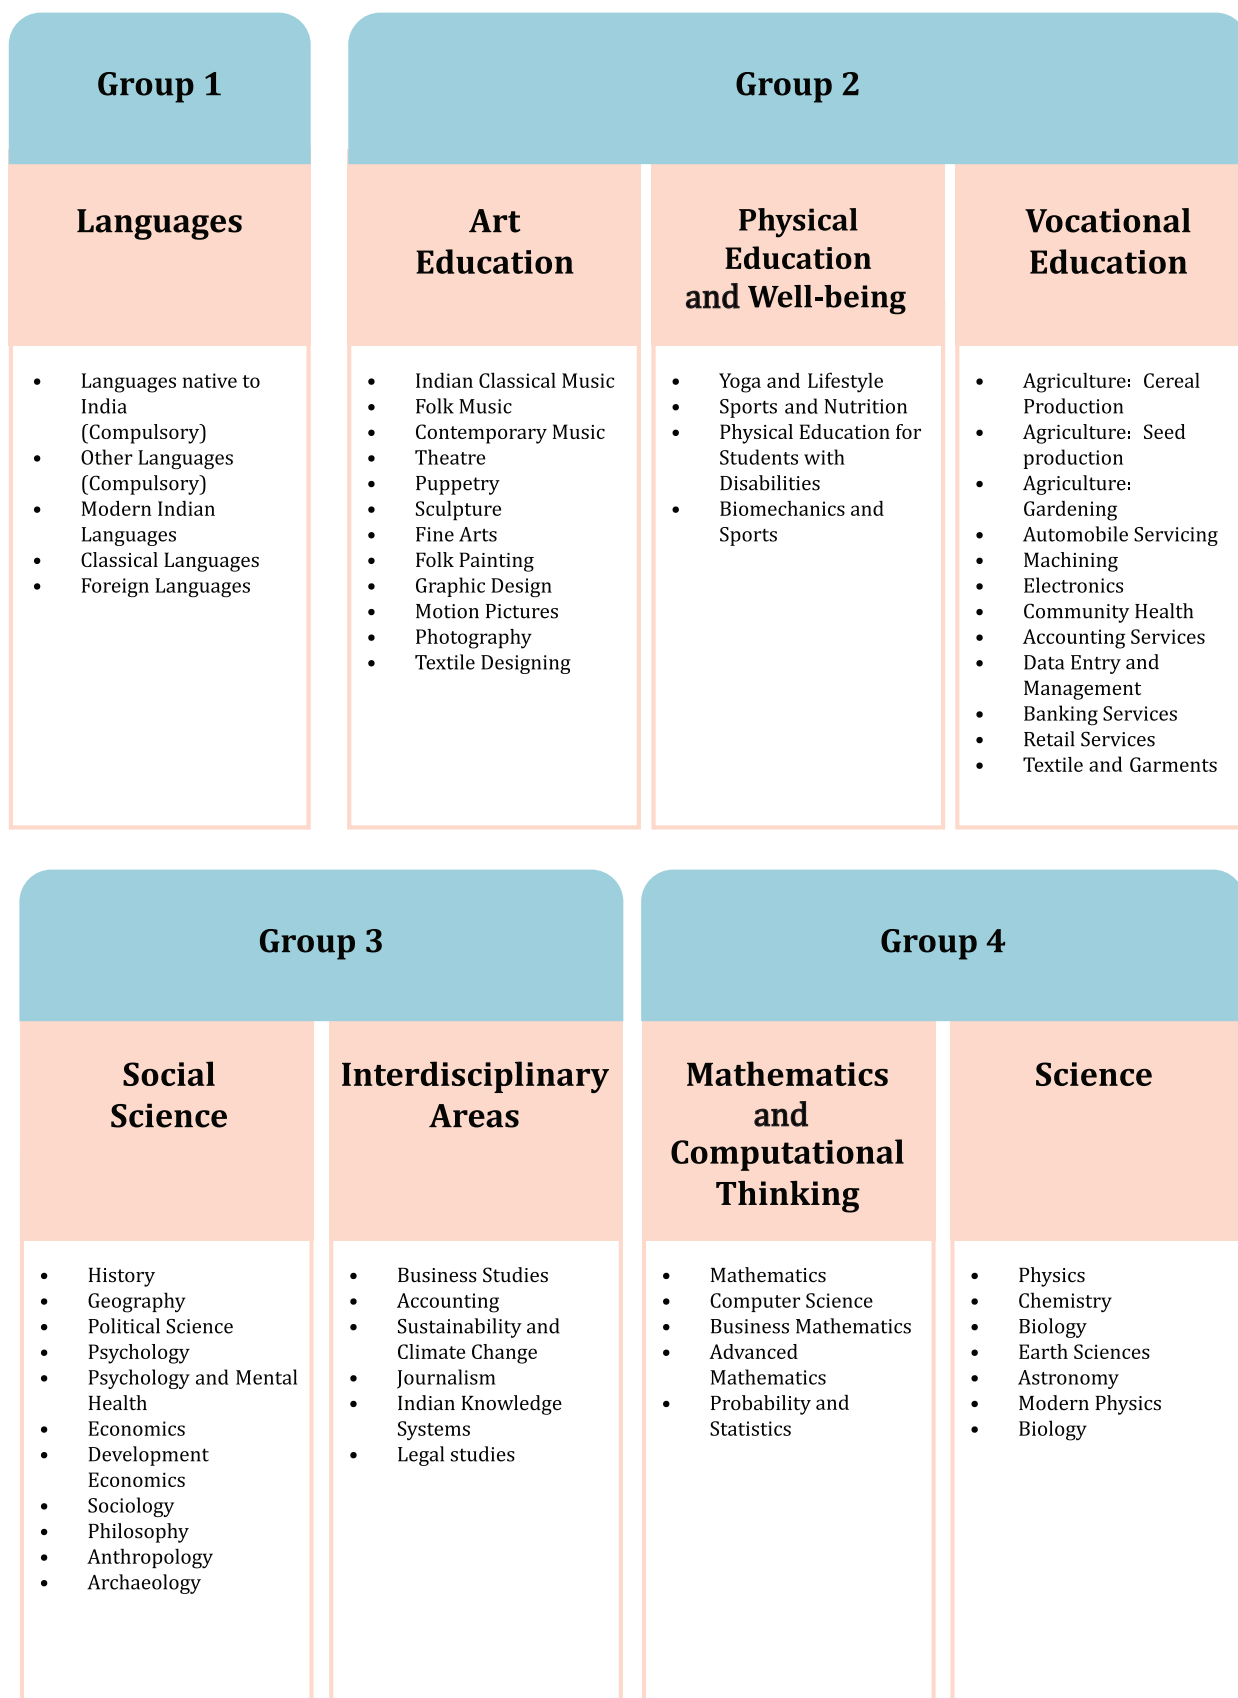 Group 1
Languages
• Languages native to
India
(Compulsory)
• Other Languages
(Compulsory)
• Modern Indian
Languages
• Classical Languages
• Foreign Languages
Group 2
Art
Education
• Indian Classical Music
• Folk Music
• Contemporary Music
• Theatre
• Puppetry
• Sculpture
• Fine Arts
• Folk Painting
• Graphic Design
• Motion Pictures
• Photography
• Textile Designing
Physical
Education
and Well-being
• Yoga and Lifestyle
• Sports and Nutrition
• Physical Education for
Students with
Disabilities
• Biomechanics and
Sports
Vocational
Education
• Agriculture: Cereal
Production
• Agriculture: Seed
production
• Agriculture:
Gardening
• Automobile Servicing
• Machining
• Electronics
• Community Health
• Accounting Services
• Data Entry and
Management
• Banking Services
• Retail Services
• Textile and Garments
Group 3
Social
Science
• History
• Geography
• Political Science
• Psychology
• Psychology and Mental
Health
• Economics
• Development
Economics
• Sociology
• Philosophy
• Anthropology
• Archaeology
Interdisciplinary
Areas
• Business Studies
• Accounting
• Sustainability and
Climate Change
• Journalism
• Indian Knowledge
Systems
• Legal studies
Group 4
Mathematics
and
Computational
Thinking
• Mathematics
• Computer Science
• Business Mathematics
• Advanced
Mathematics
• Probability and
Statistics
Science
• Physics
• Chemistry
• Biology
• Earth Sciences
• Astronomy
• Modern Physics
• Biology